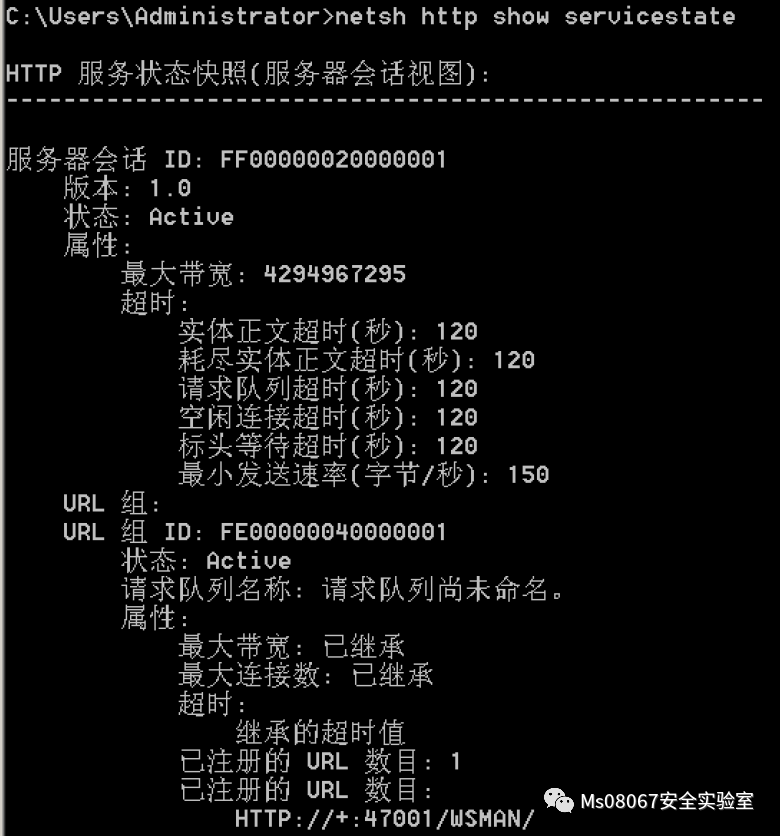 C:\Users\Administrator>netsh http show servicestate
HTTP 服务状态快照(服务器会话视图):
-----------------------------------------------------
服务器会话 ID: FF00000020000001
版本: 1.0
状态: Active
属性:
最大带宽: 4294967295
超时:
实体正文超时(秒): 120
耗尽实体正文超时(秒): 120
请求队列超时(秒): 120
空闲连接超时(秒): 120
标头等待超时(秒): 120
最小发送速率(字节/秒): 150
URL 组:
URL 组 ID: FE00000040000001
状态: Active
请求队列名称: 请求队列尚未命名。
属性:
最大带宽: 已继承
最大连接数: 已继承
超时:
继承的超时值
已注册的 URL 数目: 1
已注册的 URL 数目:
HTTP://+:47001/WSMAN/
Ms08067安全实验室